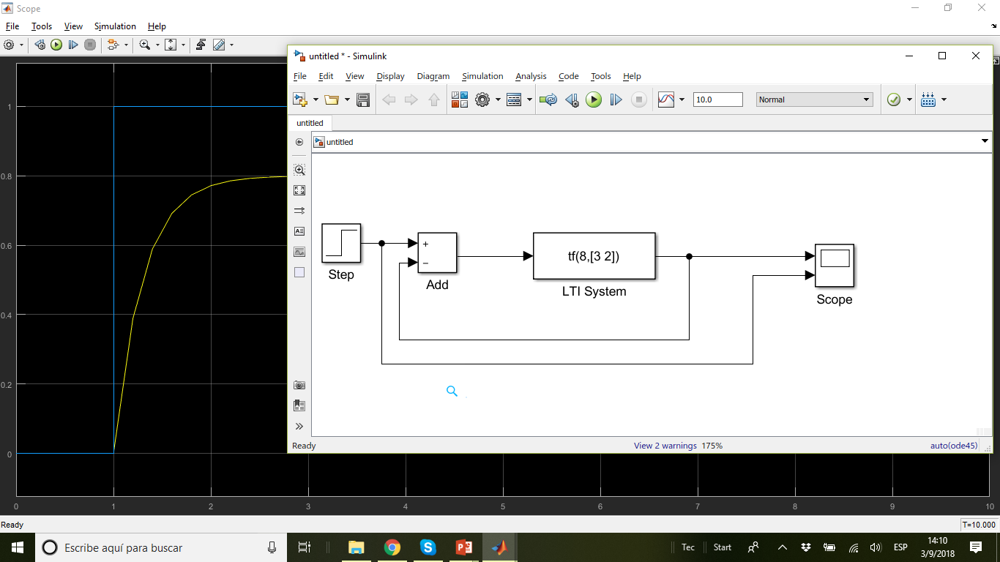 Scope
File Tools View Simulation Help
untitled * - Simulink
File Edit View Display Diagram Simulation Analysis Code Tools Help
10.0 Normal
untitled
untitled
1
0.8
0.6
0.4
0.2
0
Step
+
−
Add
tf(8,[3 2])
LTI System
Scope
Ready View 2 warnings 175% auto(ode45)
0 1 2 3 4 5 6 7 8 9 10
Ready T=10.000
Escribe aquí para buscar Tec Start ESP 14:10
3/9/2018